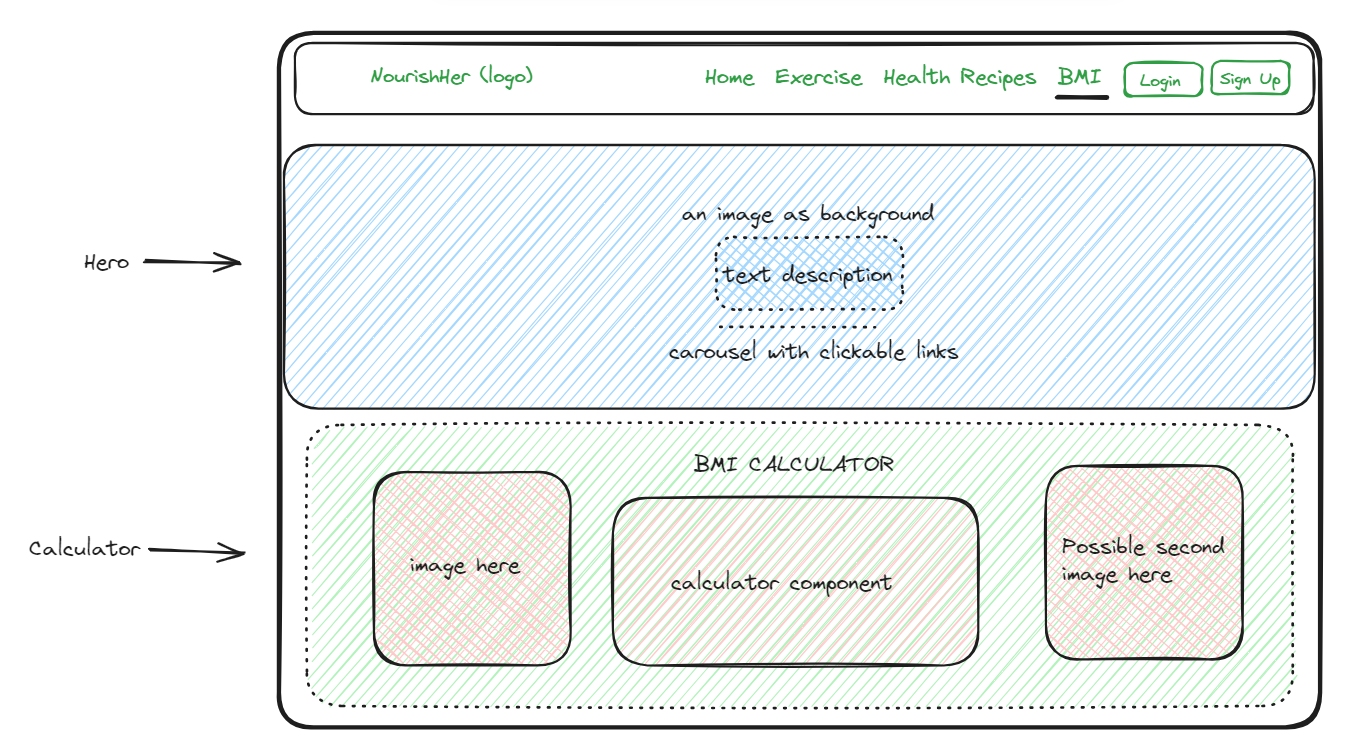 NourishHer (logo)
Home Exercise Health Recipes BMI Login Sign Up
Hero
an image as background
text description
carousel with clickable links
Calculator
BMI CALCULATOR
image here
calculator component
Possible second
image here